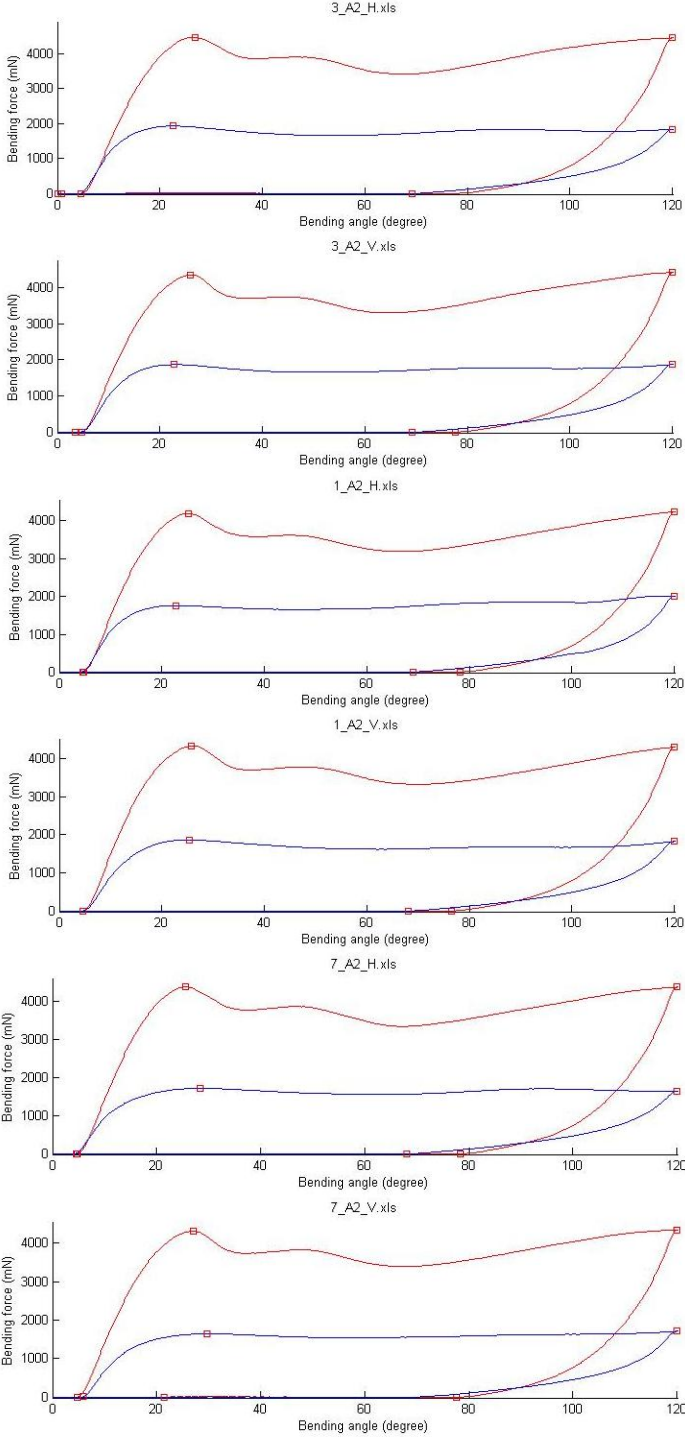 3_A2_H.xls
Bending force (mN)
4000
3000
2000
1000
0
0 20 40 60 80 100 120
Bending angle (degree)
3_A2_V.xls
Bending force (mN)
4000
3000
2000
1000
0
0 20 40 60 80 100 120
Bending angle (degree)
1_A2_H.xls
Bending force (mN)
4000
3000
2000
1000
0
0 20 40 60 80 100 120
Bending angle (degree)
1_A2_V.xls
Bending force (mN)
4000
3000
2000
1000
0
0 20 40 60 80 100 120
Bending angle (degree)
7_A2_H.xls
Bending force (mN)
4000
3000
2000
1000
0
0 20 40 60 80 100 120
Bending angle (degree)
7_A2_V.xls
Bending force (mN)
4000
3000
2000
1000
0
0 20 40 60 80 100 120
Bending angle (degree)